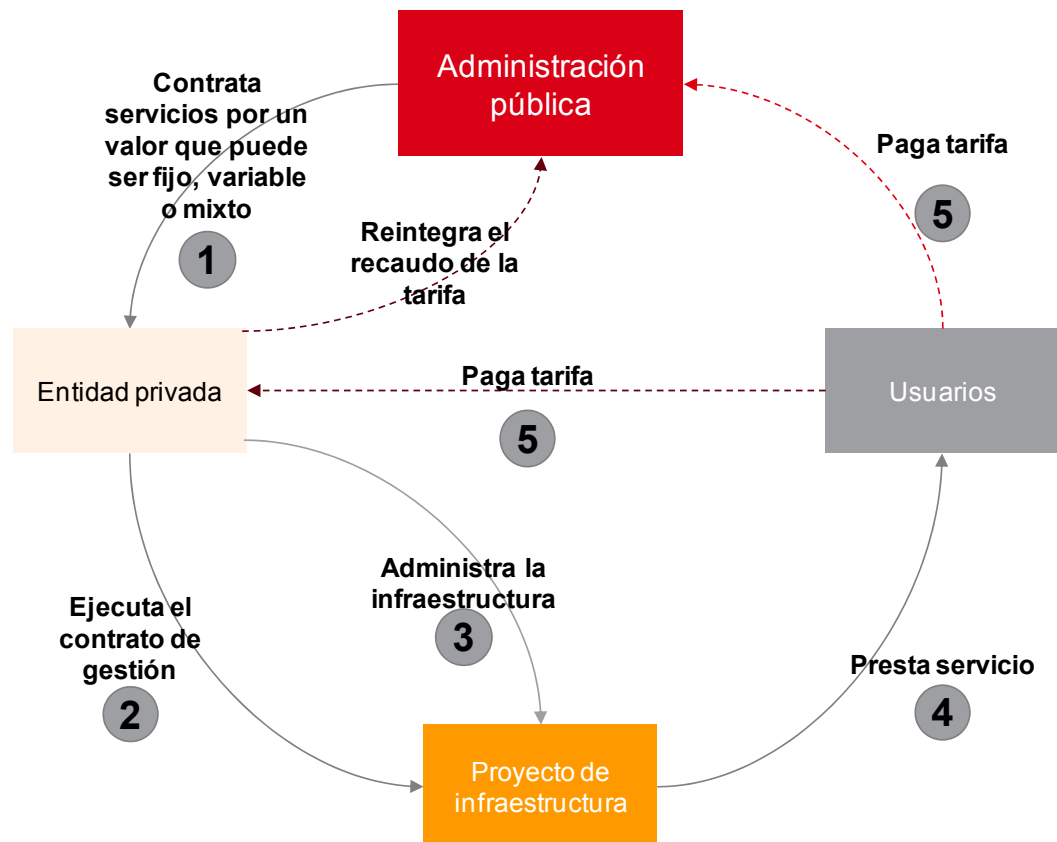 Administración
pública
Contrata
servicios por un
valor que puede
ser fijo, variable
o mixto
1
Paga tarifa
5
Reintegra el
recaudo de la
tarifa
Entidad privada
Paga tarifa
5
Usuarios
Administra la
infraestructura
3
Ejecuta el
contrato de
gestión
2
Presta servicio
4
Proyecto de
infraestructura